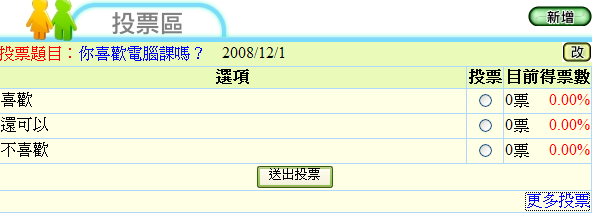 投票區
新增
投票題目：你喜歡電腦課嗎？ 2008/12/1 改
選項 投票 目前得票數
喜歡 0票 0.00%
還可以 0票 0.00%
不喜歡 0票 0.00%
送出投票
更多投票